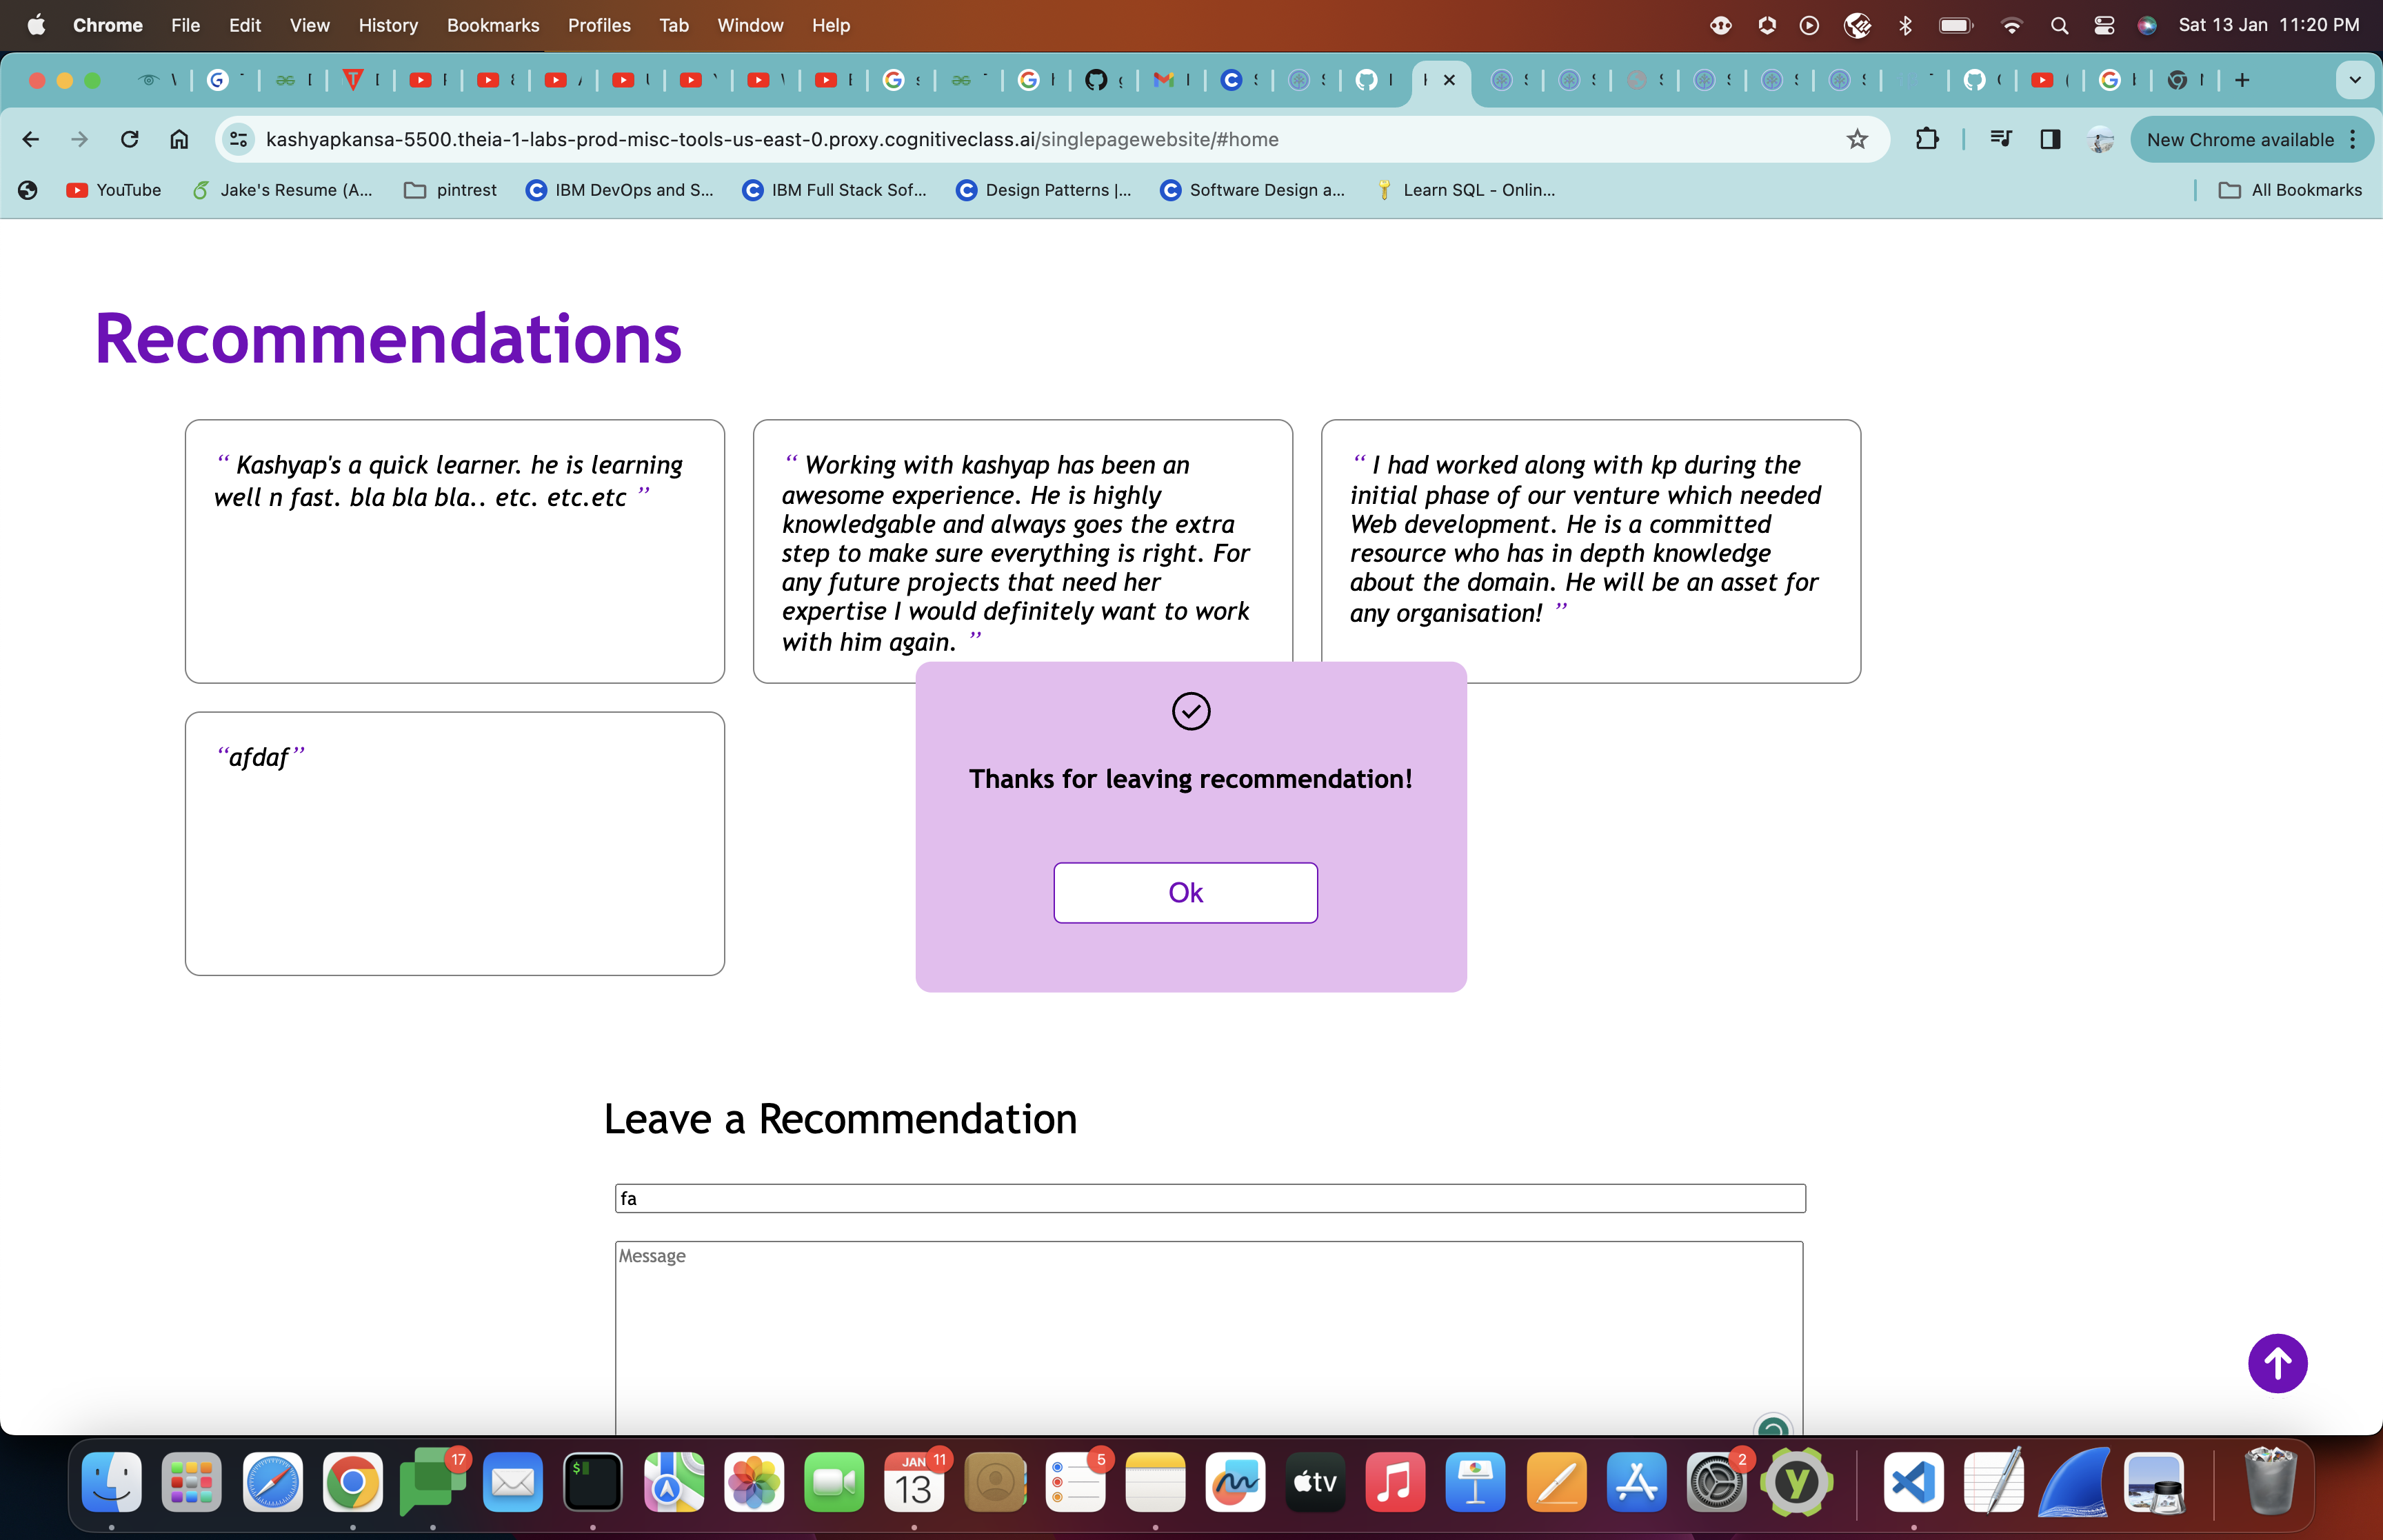 Chrome File Edit View History Bookmarks Profiles Tab Window Help Sat 13 Jan 11:20 PM
kashyapkansa-5500.theia-1-labs-prod-misc-tools-us-east-0.proxy.cognitiveclass.ai/singlepagewebsite/#home New Chrome available
YouTube Jake's Resume (A... pintrest IBM DevOps and S... IBM Full Stack Sof... Design Patterns |... Software Design a... Learn SQL - Onlin... All Bookmarks
Recommendations
“ Kashyap's a quick learner. he is learning
well n fast. bla bla bla.. etc. etc.etc ”
“ Working with kashyap has been an
awesome experience. He is highly
knowledgable and always goes the extra
step to make sure everything is right. For
any future projects that need her
expertise I would definitely want to work
with him again. ”
“ I had worked along with kp during the
initial phase of our venture which needed
Web development. He is a committed
resource who has in depth knowledge
about the domain. He will be an asset for
any organisation! ”
“afdaf”
Thanks for leaving recommendation!
Ok
Leave a Recommendation
fa
Message
17
JAN
13
11
5
tv
2